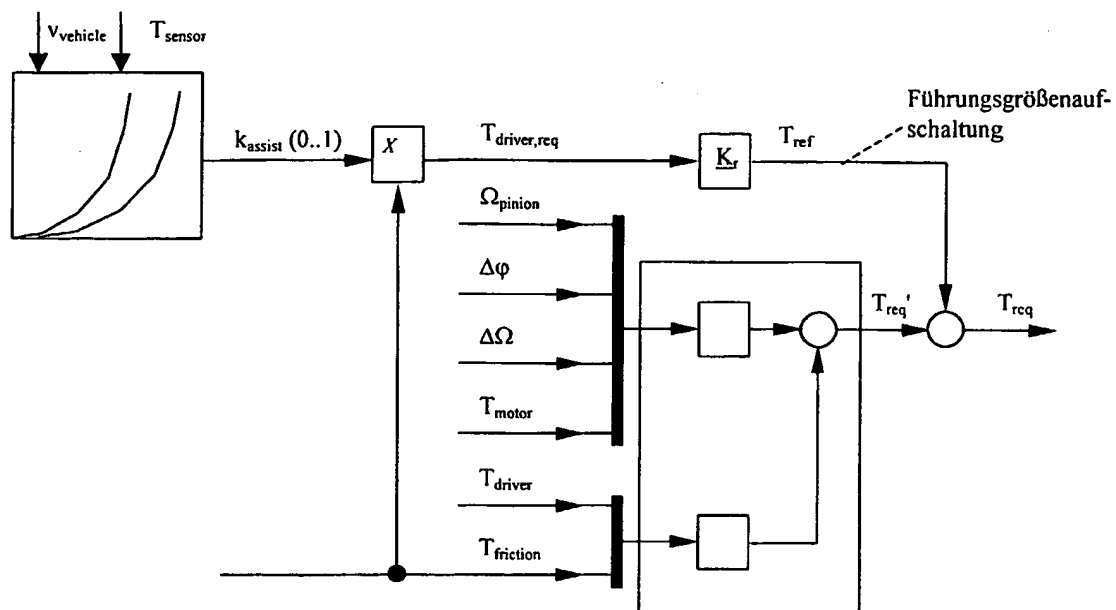 v_vehicle T_sensor
Führungsgrößenauf-
schaltung
k_assist (0..1)
X
T_driver,req
K_r
T_ref
Ω_pinion
Δφ
ΔΩ
T_req' T_req
T_motor
T_driver
T_friction